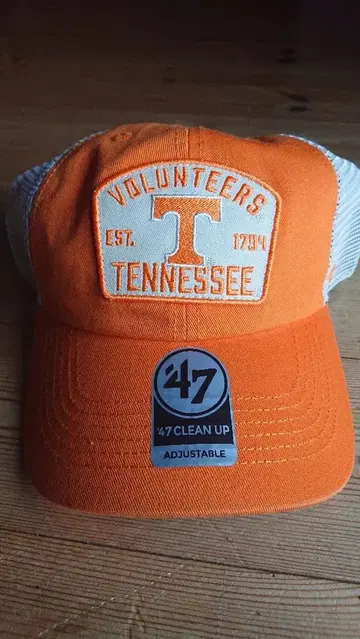 VOLUNTEERS
T
EST. 1794
TENNESSEE
'47
'47 CLEAN UP
ADJUSTABLE